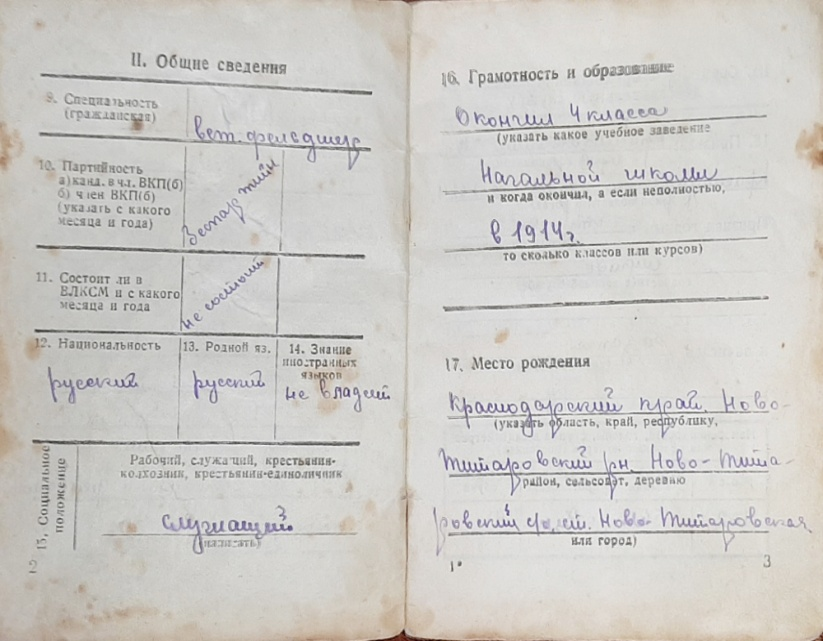 II. Общие сведения
9. Специальность
(гражданская)
вет. фельдшер
10. Партийность
а) канд. в чл. ВКП(б)
б) член ВКП(б)
(указать с какого
месяца и года)
Беспартийн
11. Состоит ли в
ВЛКСМ и с какого
месяца и года
не состоит
12. Национальность
русский
13. Родной яз.
русский
14. Знание
иностранных
языков
не владеет
15. Социальное
положение
Рабочий, служащий, крестьянин-
колхозник, крестьянин-единоличник
служащий
(написать)
2
16. Грамотность и образование
Окончил 4 класса
(указать какое учебное заведение
Начальной школы
и когда окончил, а если неполностью,
в 1914 г.
то сколько классов или курсов)
17. Место рождения
Краснодарский край. Ново-
(указать область, край, республику,
Титаровский рн. Ново-Тита-
район, сельсовет, деревню
ровский с/с, ст. Ново-Титаровская
или город)
1*
3